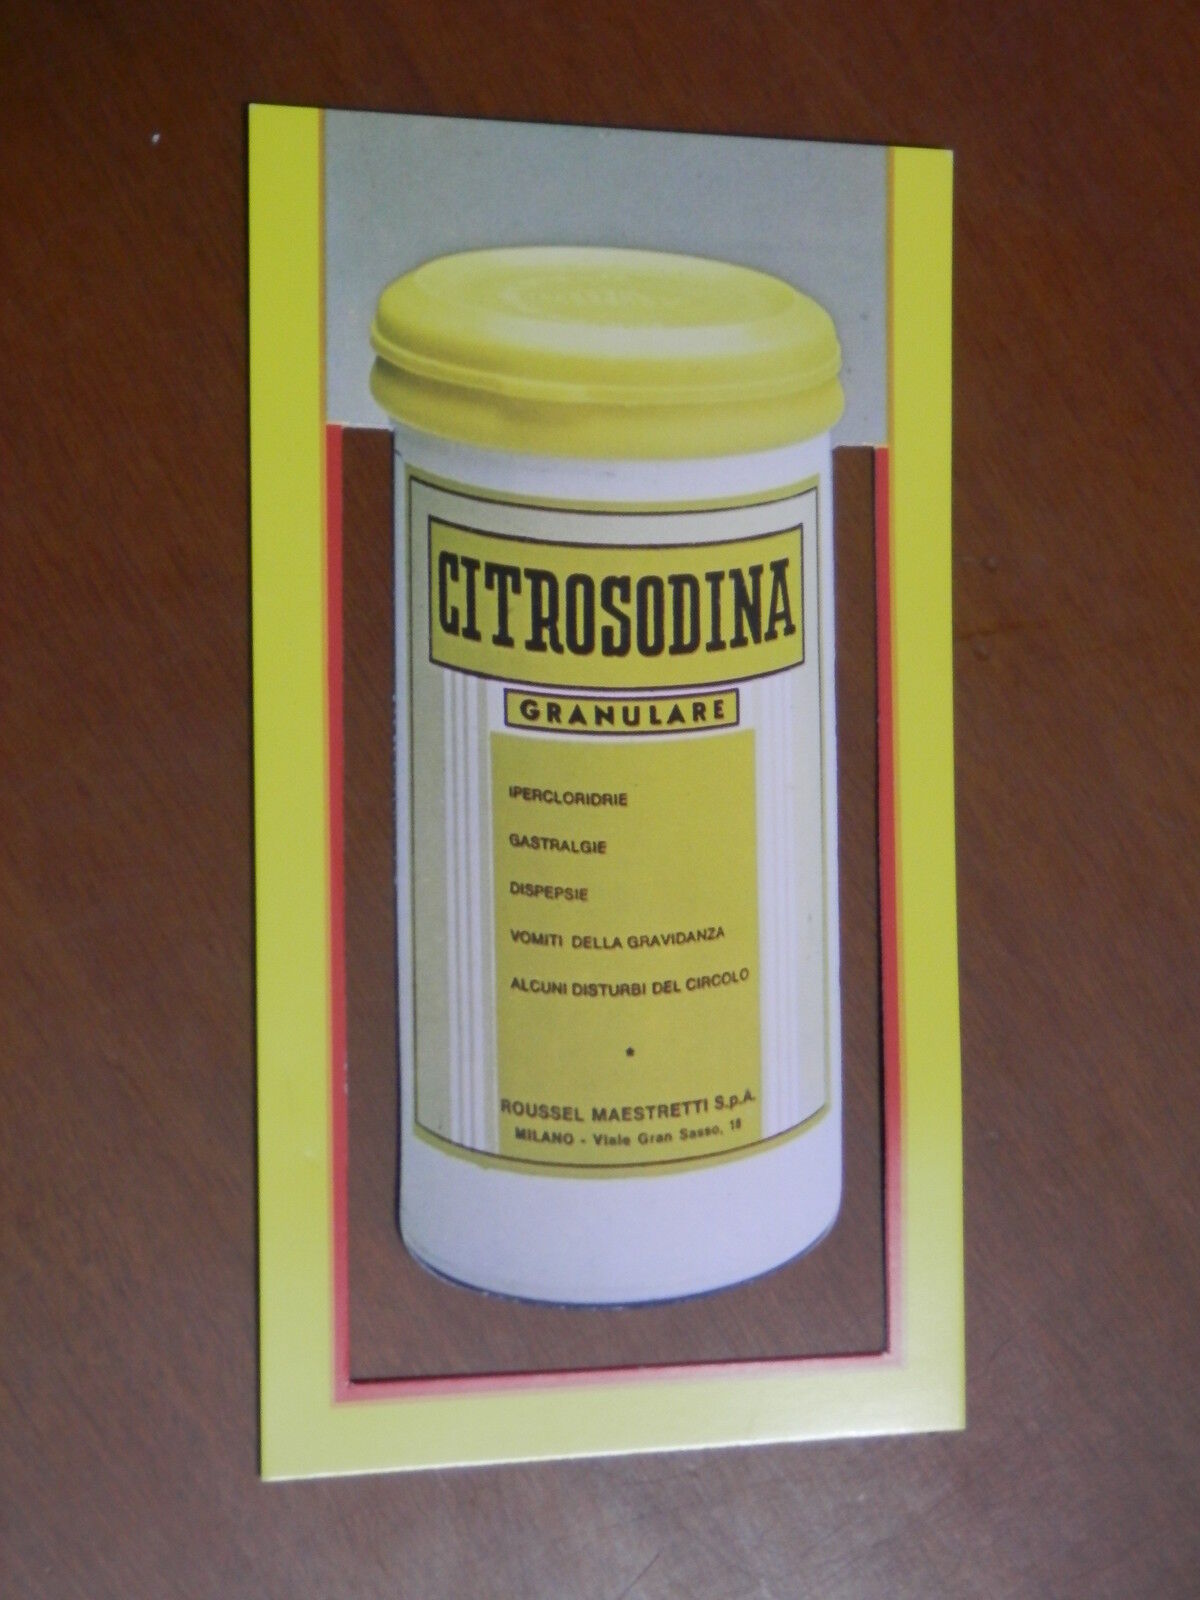 CITROSODINA
GRANULARE
IPERCLORIDRIE
GASTRALGIE
DISPEPSIE
VOMITI DELLA GRAVIDANZA
ALCUNI DISTURBI DEL CIRCOLO
*
ROUSSEL MAESTRETTI S.p.A.
MILANO - Viale Gran Sasso, 18